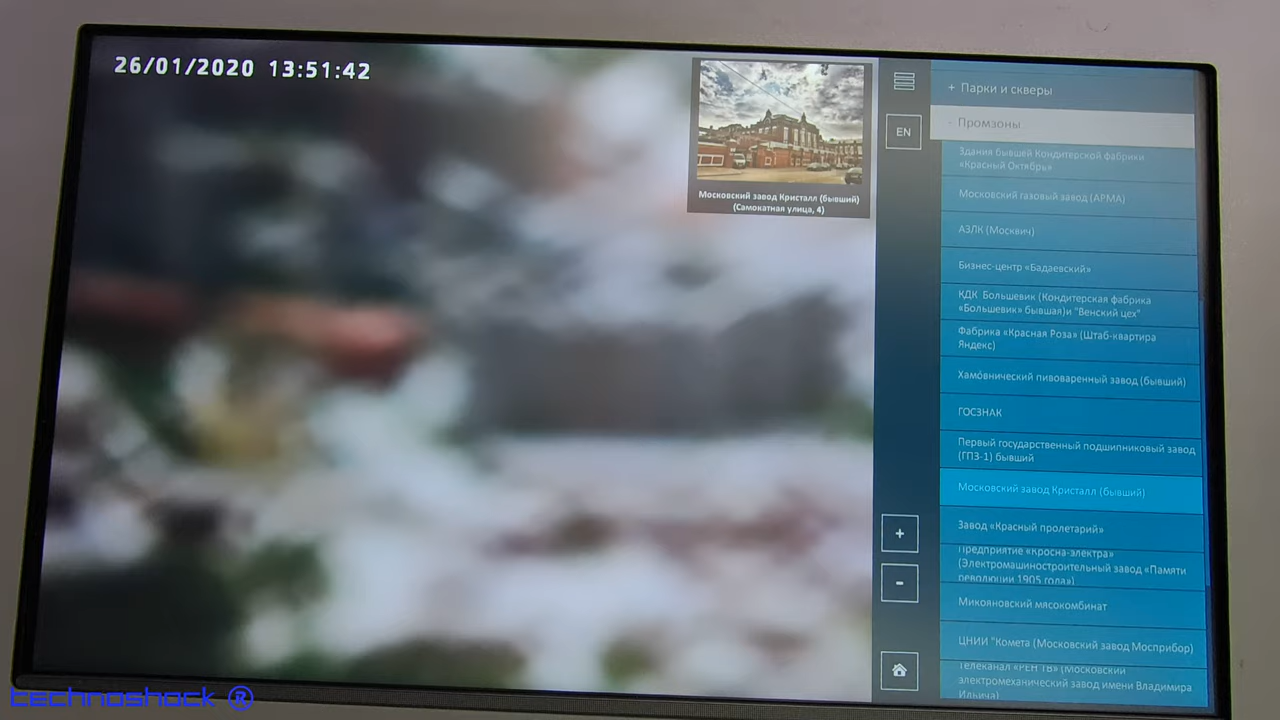 26/01/2020 13:51:42
Московский завод Кристалл (бывший)
(Самокатная улица, 4)
EN
+
-
+ Парки и скверы
- Промзоны
Здания бывшей Кондитерской фабрики
«Красный Октябрь»
Московский газовый завод (АРМА)
АЗЛК (Москвич)
Бизнес-центр «Бадаевский»
КДК Большевик (Кондитерская фабрика
«Большевик» бывшая)и "Венский цех"
Фабрика «Красная Роза» (Штаб-квартира
Яндекс)
Хамóвнический пивоваренный завод (бывший)
ГОСЗНАК
Первый государственный подшипниковый завод
(ГПЗ-1) бывший
Московский завод Кристалл (бывший)
Завод «Красный пролетарий»
Предприятие «Кросна-электра»
(Электромашиностроительный завод «Памяти
революции 1905 года»)
Микояновский мясокомбинат
ЦНИИ "Комета (Московский завод Мосприбор)
Телеканал «РЕН ТВ» (Московский
электромеханический завод имени Владимира
Ильича)
technoshock ®